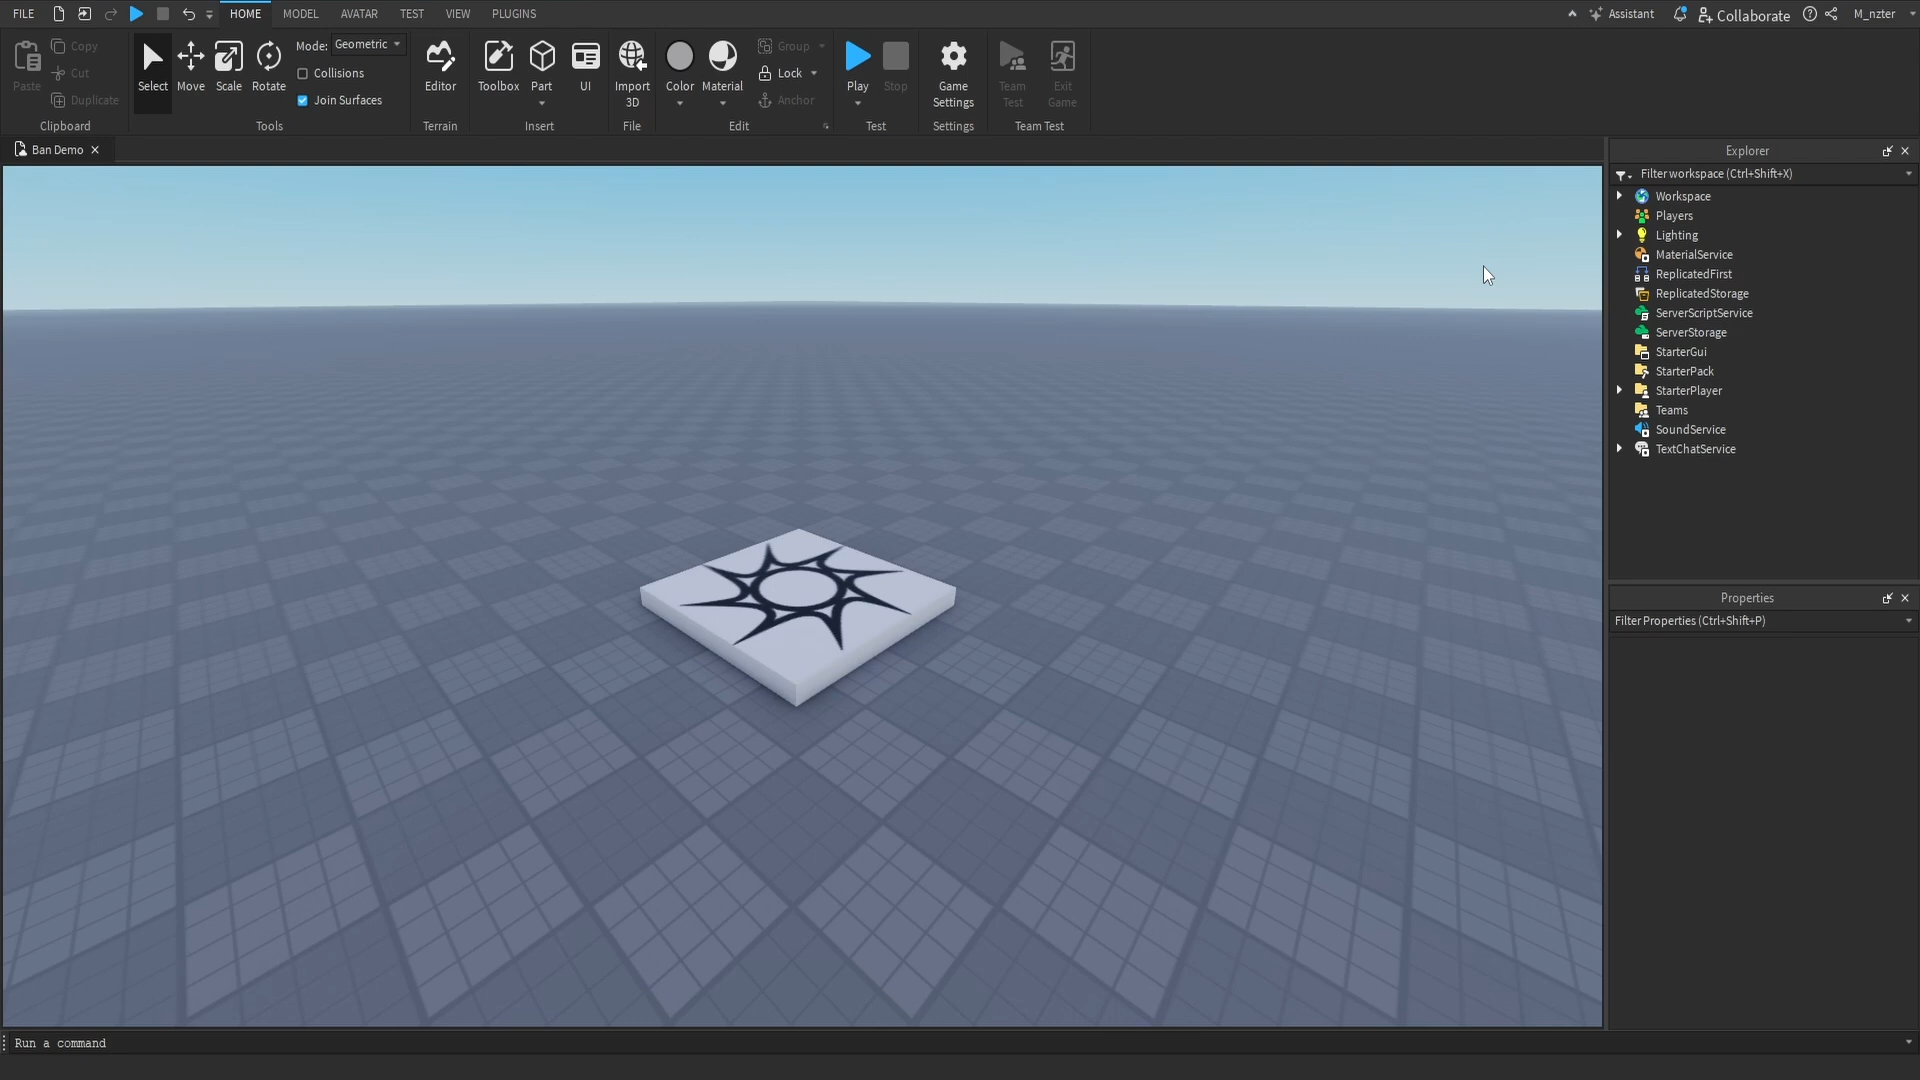 FILE HOME MODEL AVATAR TEST VIEW PLUGINS Assistant Collaborate M_nzter
Paste Copy Cut Duplicate
Clipboard
Select Move Scale Rotate
Mode: Geometric
Collisions
Join Surfaces
Tools
Editor
Terrain
Toolbox Part UI
Insert
Import
3D
File
Color Material
Group
Lock
Anchor
Edit
Play Stop
Test
Game
Settings
Settings
Team
Test
Exit
Game
Team Test
Ban Demo
Explorer
Filter workspace (Ctrl+Shift+X)
Workspace
Players
Lighting
MaterialService
ReplicatedFirst
ReplicatedStorage
ServerScriptService
ServerStorage
StarterGui
StarterPack
StarterPlayer
Teams
SoundService
TextChatService
Properties
Filter Properties (Ctrl+Shift+P)
Run a command